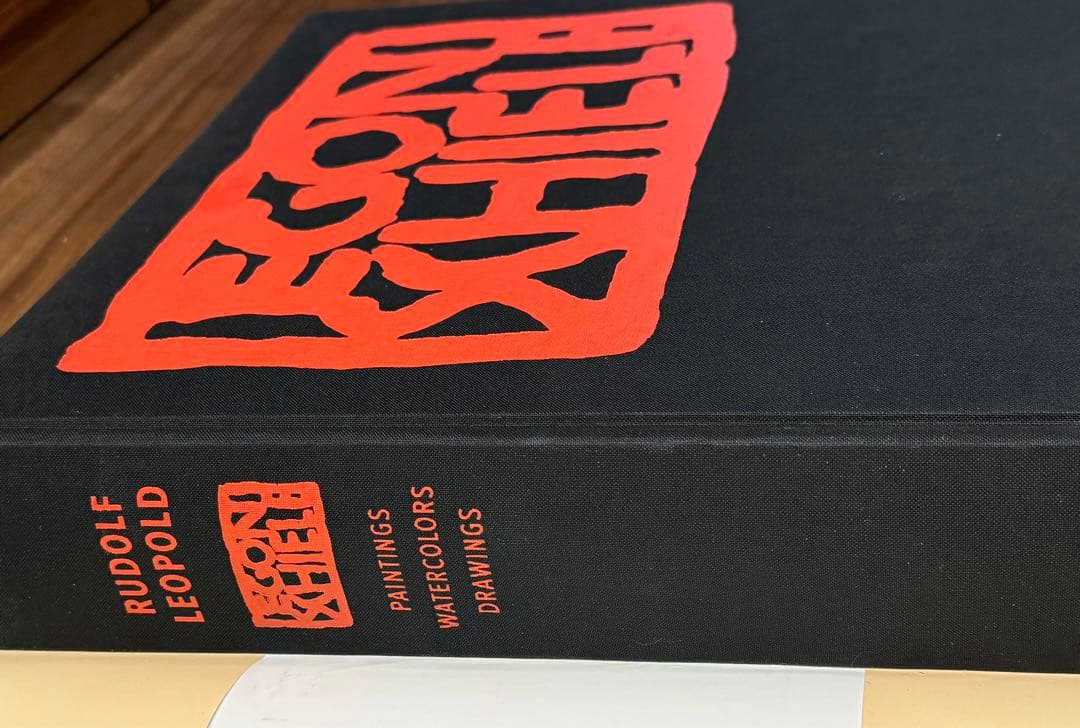 EGON
SCHIELE
RUDOLF
LEOPOLD
EGON
SCHIELE
PAINTINGS
WATERCOLORS
DRAWINGS